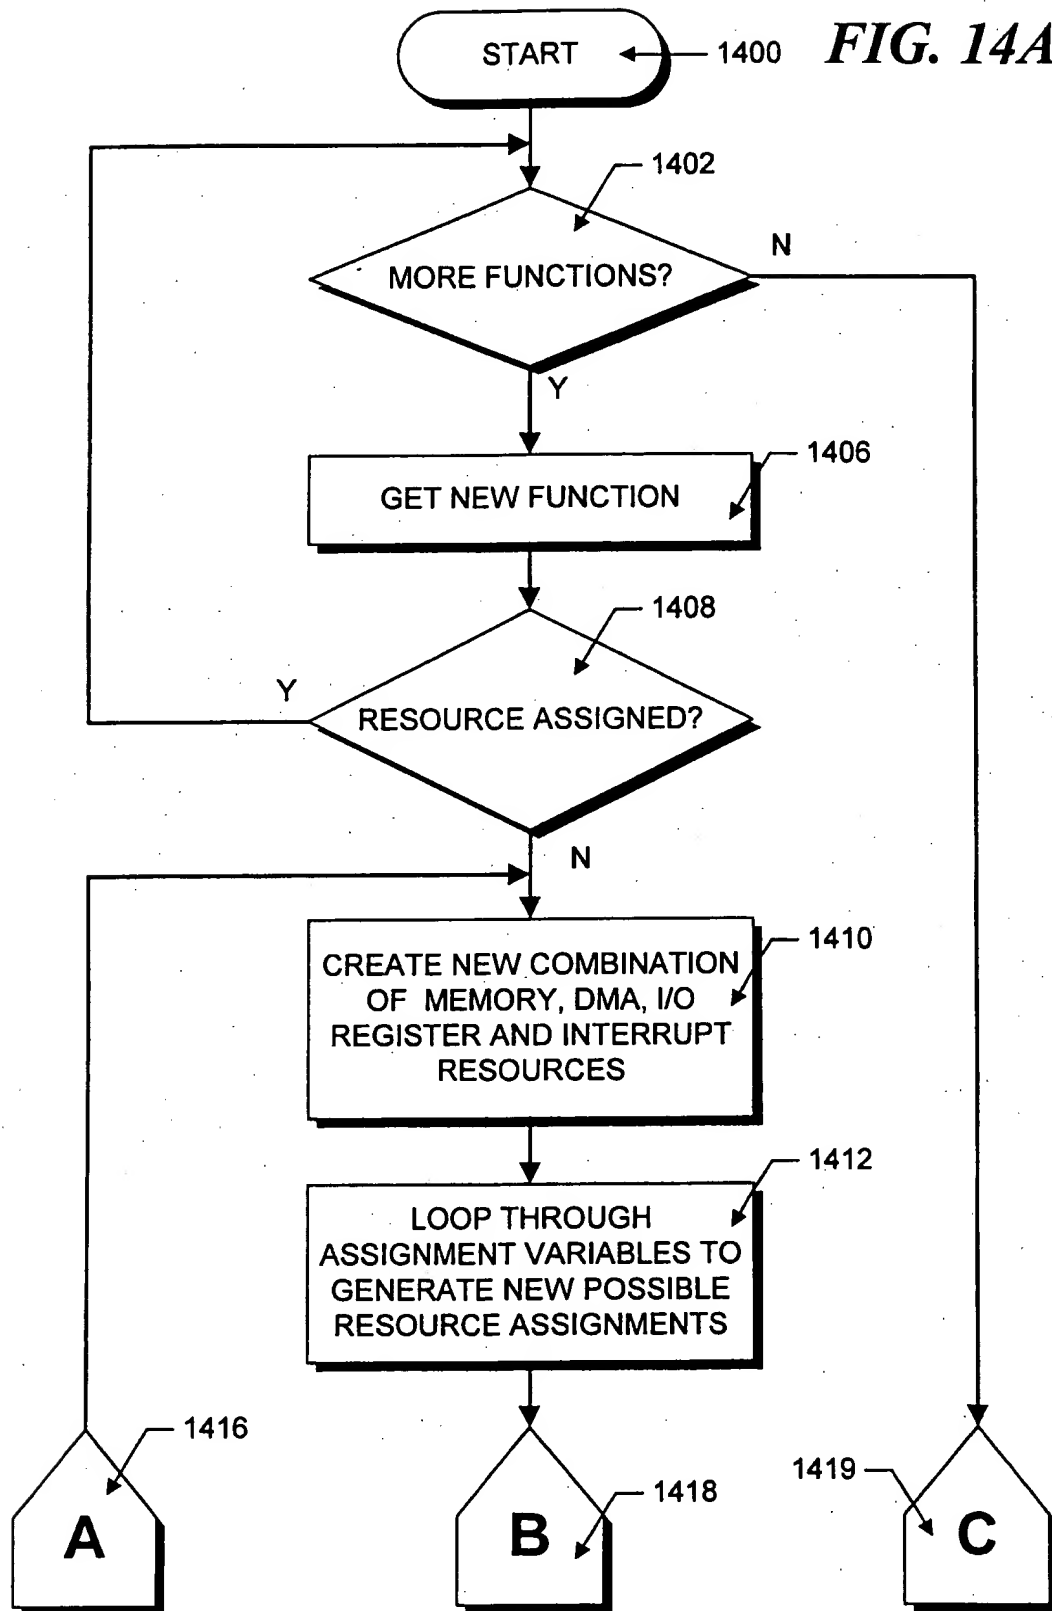 START
1400
FIG. 14A
1402
N
MORE FUNCTIONS?
Y
1406
GET NEW FUNCTION
1408
Y
RESOURCE ASSIGNED?
N
1410
CREATE NEW COMBINATION
OF MEMORY, DMA, I/O
REGISTER AND INTERRUPT
RESOURCES
1412
LOOP THROUGH
ASSIGNMENT VARIABLES TO
GENERATE NEW POSSIBLE
RESOURCE ASSIGNMENTS
1416
A
1418
B
1419
C